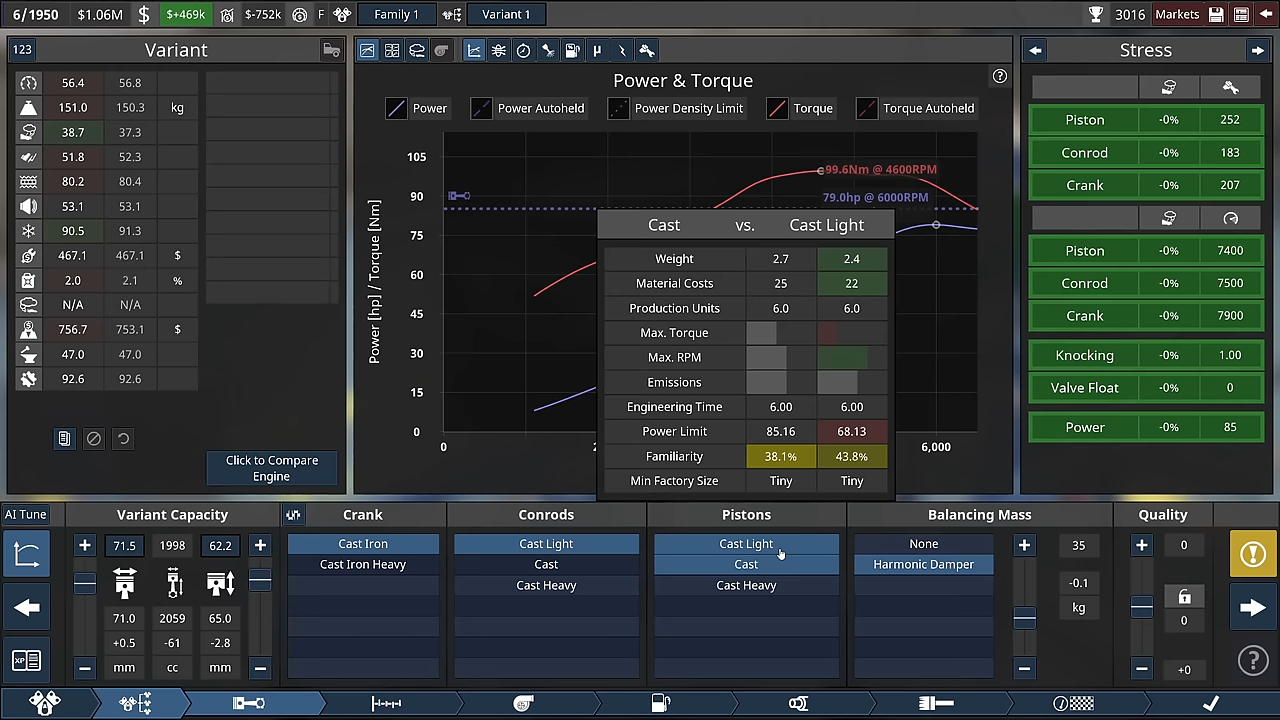 6/1950 $1.06M $+469k $-752k F Family 1 Variant 1 3016 Markets
123 Variant
56.4 56.8
151.0 150.3 kg
38.7 37.3
51.8 52.3
80.2 80.4
53.1 53.1
90.5 91.3
467.1 467.1 $
2.0 2.1 %
N/A N/A
756.7 753.1 $
47.0 47.0
92.6 92.6
Click to Compare
Engine
Power & Torque
Power Power Autoheld Power Density Limit Torque Torque Autoheld
Power [hp] / Torque [Nm]
105
90
75
60
45
30
15
0
0 2 6,000
99.6Nm @ 4600RPM
79.0hp @ 6000RPM
Cast vs. Cast Light
Weight 2.7 2.4
Material Costs 25 22
Production Units 6.0 6.0
Max. Torque
Max. RPM
Emissions
Engineering Time 6.00 6.00
Power Limit 85.16 68.13
Familiarity 38.1% 43.8%
Min Factory Size Tiny Tiny
Stress
Piston -0% 252
Conrod -0% 183
Crank -0% 207
Piston -0% 7400
Conrod -0% 7500
Crank -0% 7900
Knocking -0% 1.00
Valve Float -0% 0
Power -0% 85
AI Tune
Variant Capacity
+ 71.5 1998 62.2 +
71.0 2059 65.0
+0.5 -61 -2.8
mm cc mm
XP
Crank
Cast Iron
Cast Iron Heavy
Conrods
Cast Light
Cast
Cast Heavy
Pistons
Cast Light
Cast
Cast Heavy
Balancing Mass
None
Harmonic Damper
35
-0.1
kg
Quality
0
0
+0